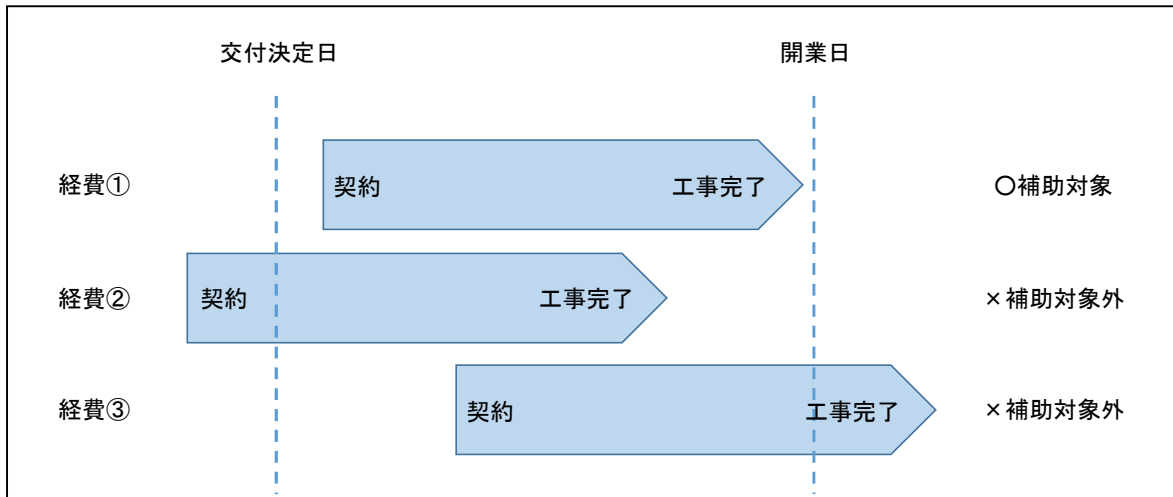 交付決定日 開業日
経費① 契約 工事完了 〇補助対象
経費② 契約 工事完了 ×補助対象外
経費③ 契約 工事完了 ×補助対象外